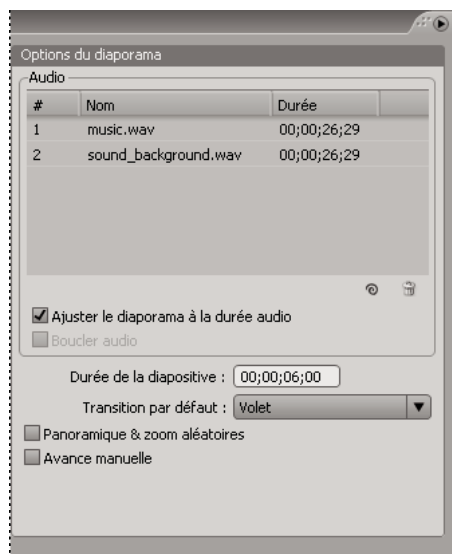 Options du diaporama
Audio
# Nom Durée
1 music.wav 00;00;26;29
2 sound_background.wav 00;00;26;29
Ajuster le diaporama à la durée audio
Boucler audio
Durée de la diapositive : 00;00;06;00
Transition par défaut : Volet
Panoramique & zoom aléatoires
Avance manuelle